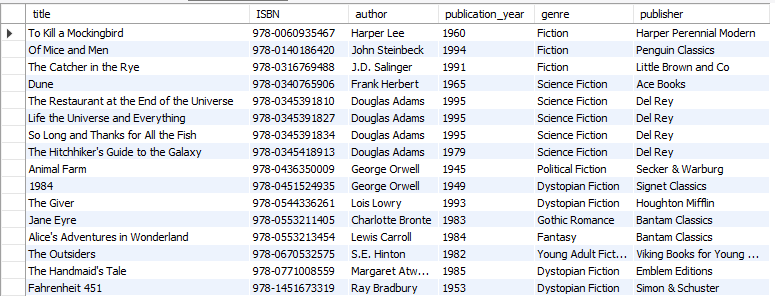 title ISBN author publication_year genre publisher
To Kill a Mockingbird 978-0060935467 Harper Lee 1960 Fiction Harper Perennial Modern
Of Mice and Men 978-0140186420 John Steinbeck 1994 Fiction Penguin Classics
The Catcher in the Rye 978-0316769488 J.D. Salinger 1991 Fiction Little Brown and Co
Dune 978-0340765906 Frank Herbert 1965 Science Fiction Ace Books
The Restaurant at the End of the Universe 978-0345391810 Douglas Adams 1995 Science Fiction Del Rey
Life the Universe and Everything 978-0345391827 Douglas Adams 1995 Science Fiction Del Rey
So Long and Thanks for All the Fish 978-0345391834 Douglas Adams 1995 Science Fiction Del Rey
The Hitchhiker's Guide to the Galaxy 978-0345418913 Douglas Adams 1979 Science Fiction Del Rey
Animal Farm 978-0436350009 George Orwell 1945 Political Fiction Secker & Warburg
1984 978-0451524935 George Orwell 1949 Dystopian Fiction Signet Classics
The Giver 978-0544336261 Lois Lowry 1993 Dystopian Fiction Houghton Mifflin
Jane Eyre 978-0553211405 Charlotte Bronte 1983 Gothic Romance Bantam Classics
Alice's Adventures in Wonderland 978-0553213454 Lewis Carroll 1984 Fantasy Bantam Classics
The Outsiders 978-0670532575 S.E. Hinton 1982 Young Adult Fict... Viking Books for Young ...
The Handmaid's Tale 978-0771008559 Margaret Atw... 1985 Dystopian Fiction Emblem Editions
Fahrenheit 451 978-1451673319 Ray Bradbury 1953 Dystopian Fiction Simon & Schuster